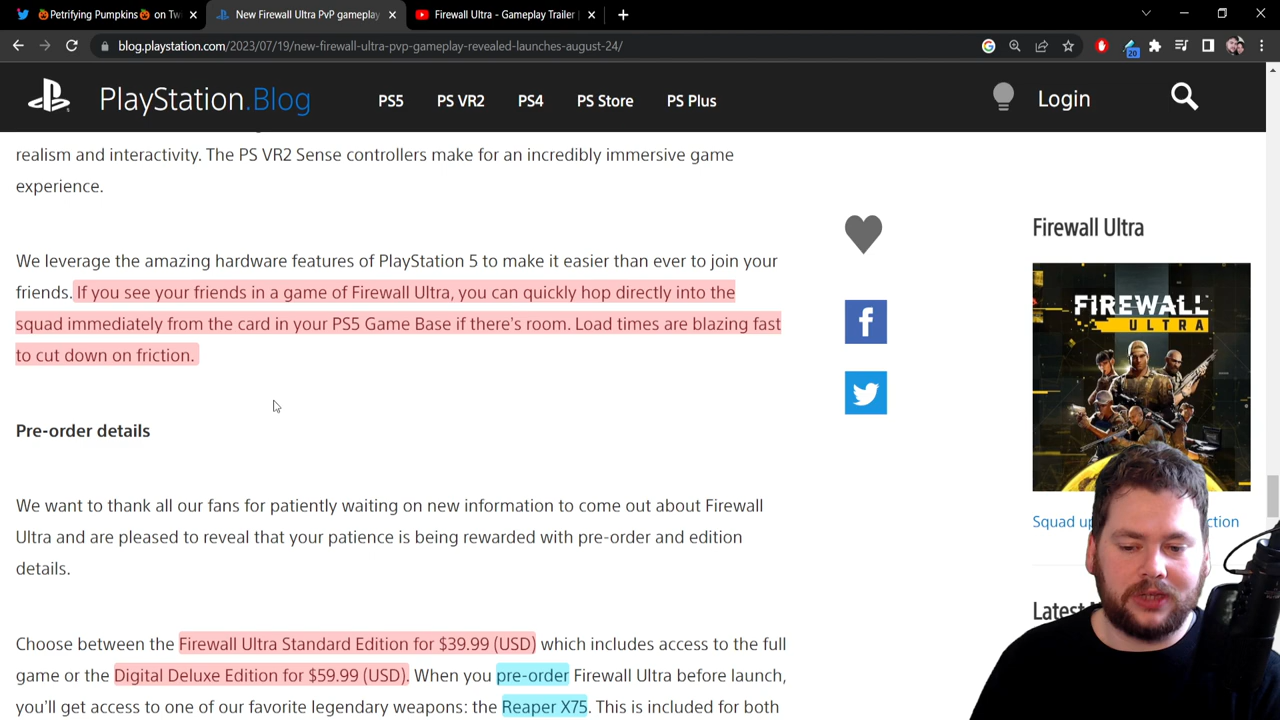 🎃Petrifying Pumpkins🎃 on Tw
New Firewall Ultra PvP gameplay
Firewall Ultra - Gameplay Trailer |
blog.playstation.com/2023/07/19/new-firewall-ultra-pvp-gameplay-revealed-launches-august-24/
20
PlayStation.Blog
PS5
PS VR2
PS4
PS Store
PS Plus
Login
realism and interactivity. The PS VR2 Sense controllers make for an incredibly immersive game
experience.
We leverage the amazing hardware features of PlayStation 5 to make it easier than ever to join your
friends. If you see your friends in a game of Firewall Ultra, you can quickly hop directly into the
squad immediately from the card in your PS5 Game Base if there's room. Load times are blazing fast
to cut down on friction.
Pre-order details
We want to thank all our fans for patiently waiting on new information to come out about Firewall
Ultra and are pleased to reveal that your patience is being rewarded with pre-order and edition
details.
Choose between the Firewall Ultra Standard Edition for $39.99 (USD) which includes access to the full
game or the Digital Deluxe Edition for $59.99 (USD). When you pre-order Firewall Ultra before launch,
you'll get access to one of our favorite legendary weapons: the Reaper X75. This is included for both
Firewall Ultra
FIREWALL
ULTRA
Squad up
Latest